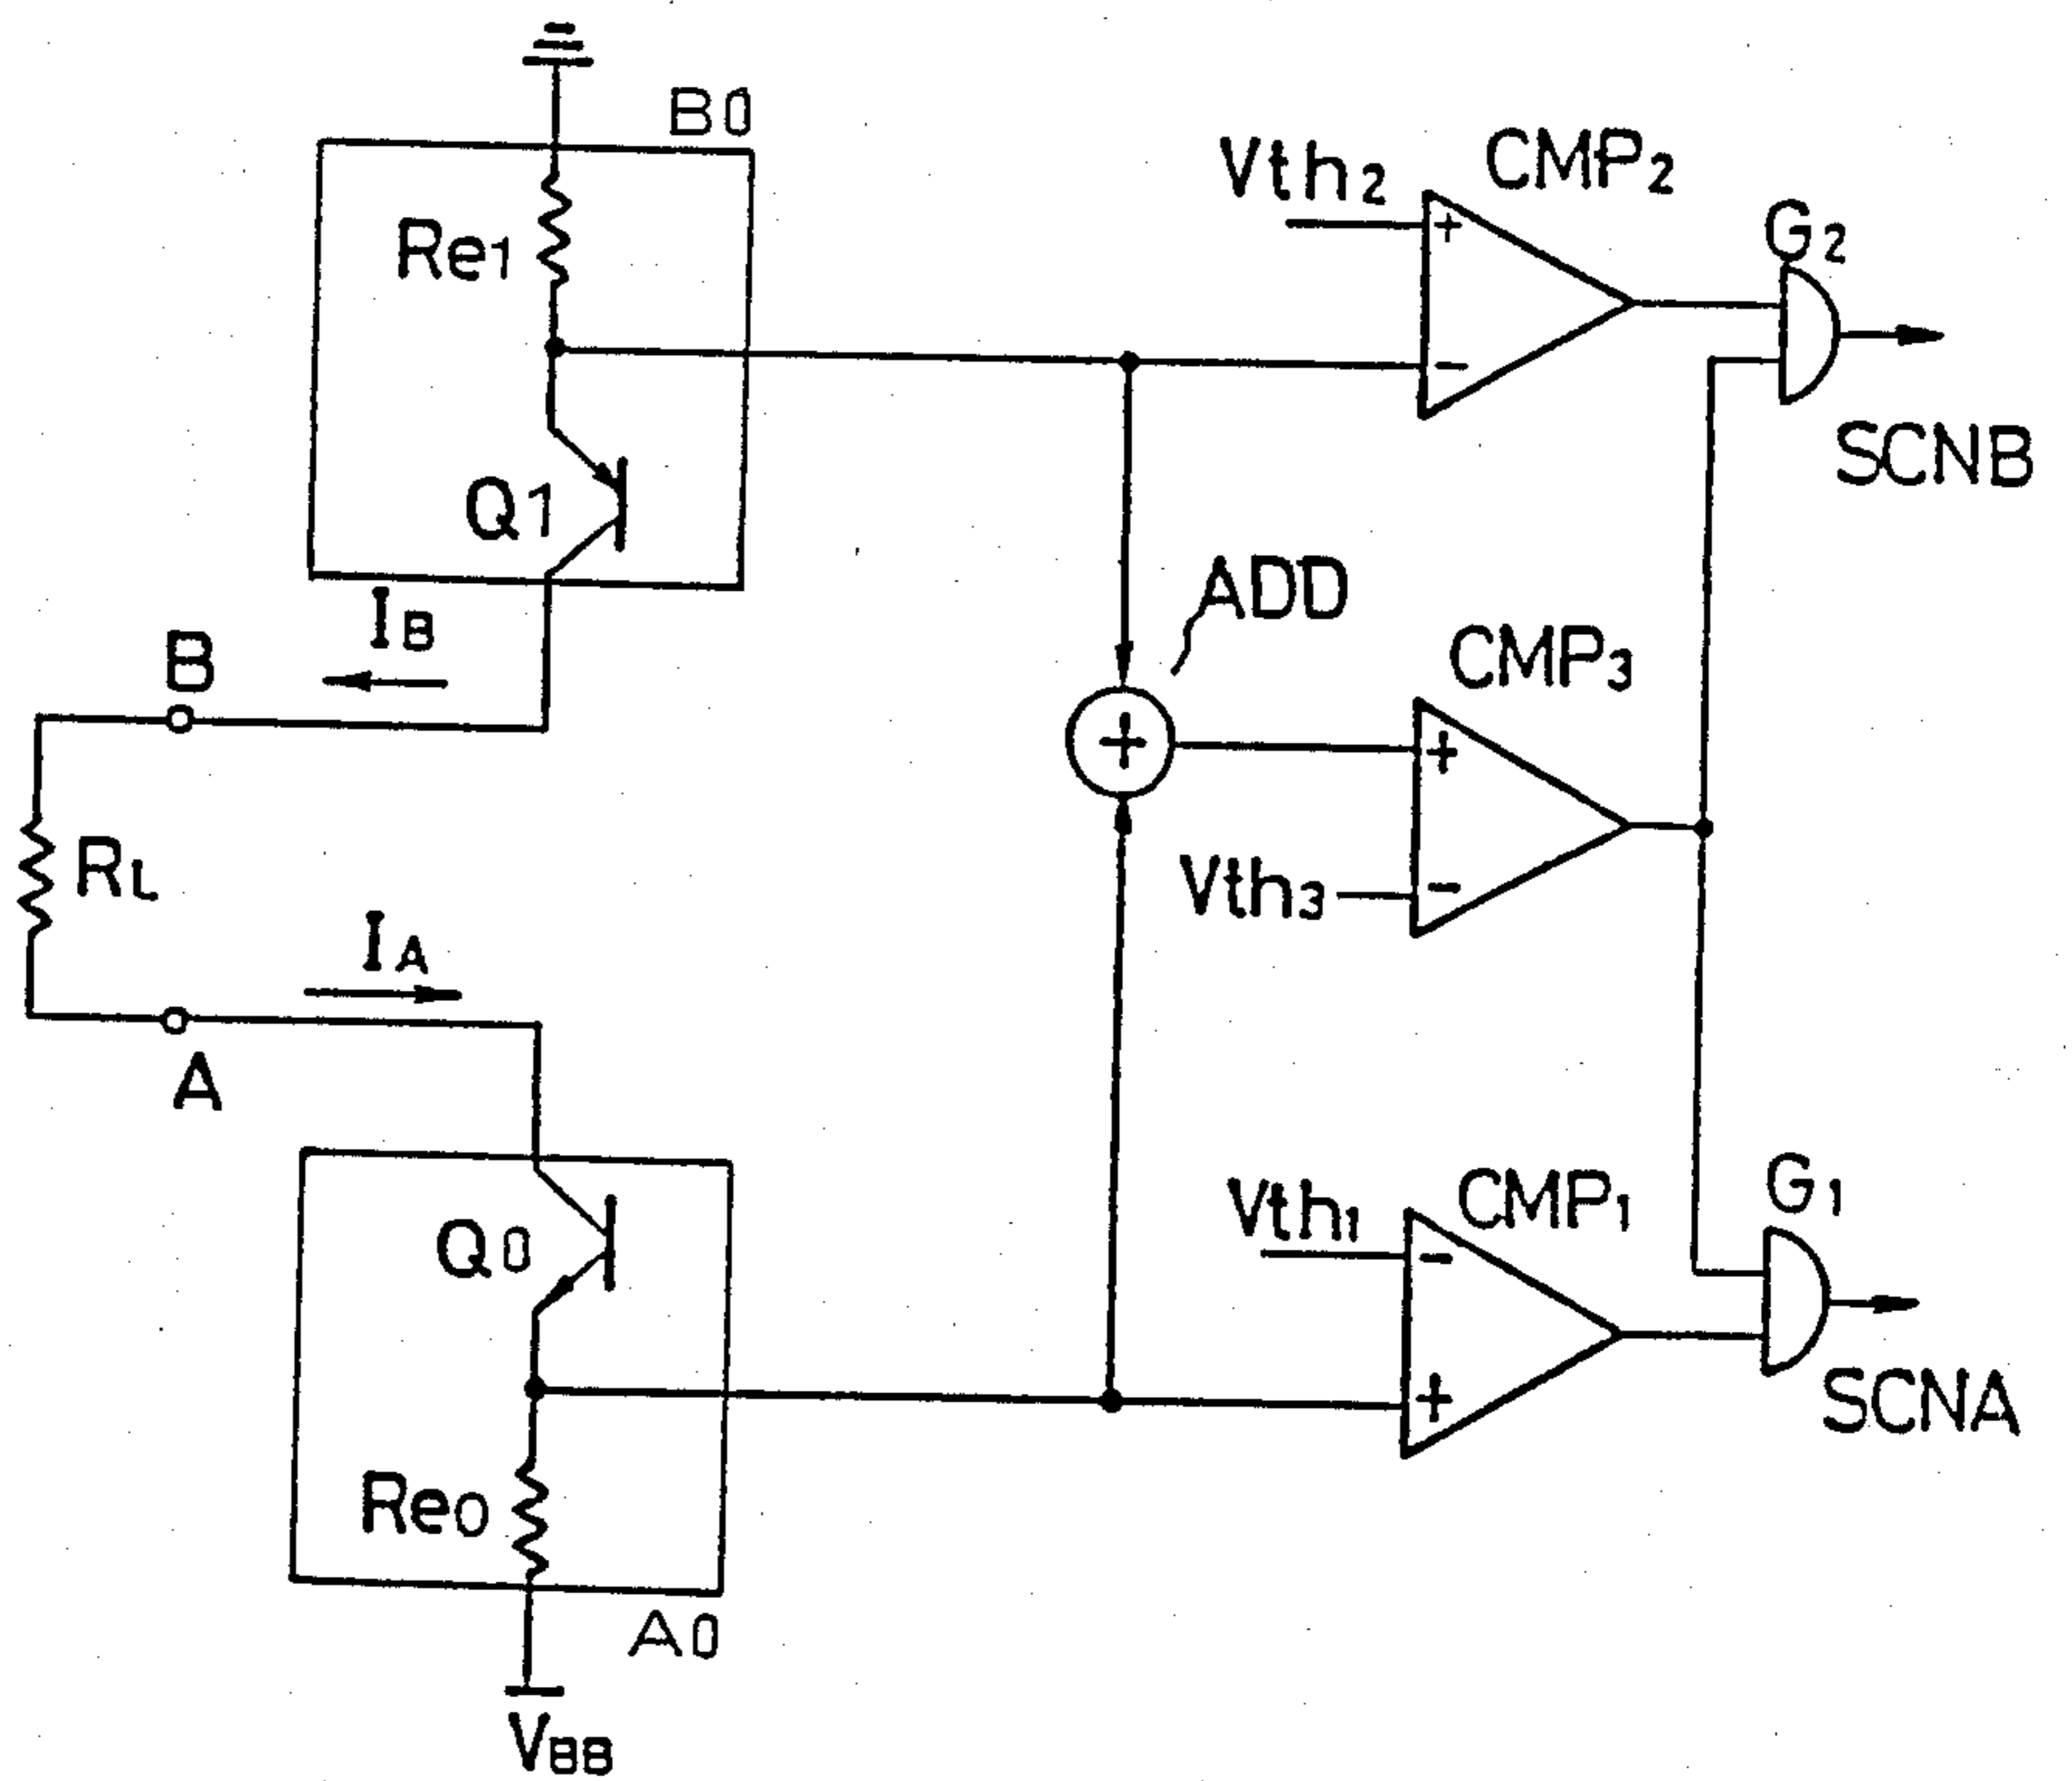 B0
Vth2
CMP2
G2
Re1
+
-
SCNB
Q1
IB
ADD
B
CMP3
+
+
RL
Vth3
-
IA
A
G1
Vth1
CMP1
-
Q0
+
SCNA
Re0
A0
VBB